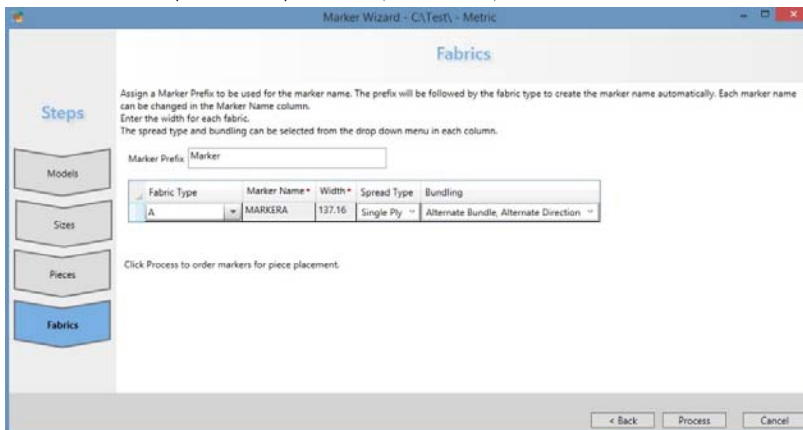 Marker Wizard - C:\Test\ - Metric
Fabrics
Steps
Models
Sizes
Pieces
Fabrics
Assign a Marker Prefix to be used for the marker name. The prefix will be followed by the fabric type to create the marker name automatically. Each marker name
can be changed in the Marker Name column.
Enter the width for each fabric.
The spread type and bundling can be selected from the drop down menu in each column.
Marker Prefix Marker
Fabric Type Marker Name* Width* Spread Type Bundling
A MARKERA 137.16 Single Ply Alternate Bundle, Alternate Direction
Click Process to order markers for piece placement.
< Back Process Cancel